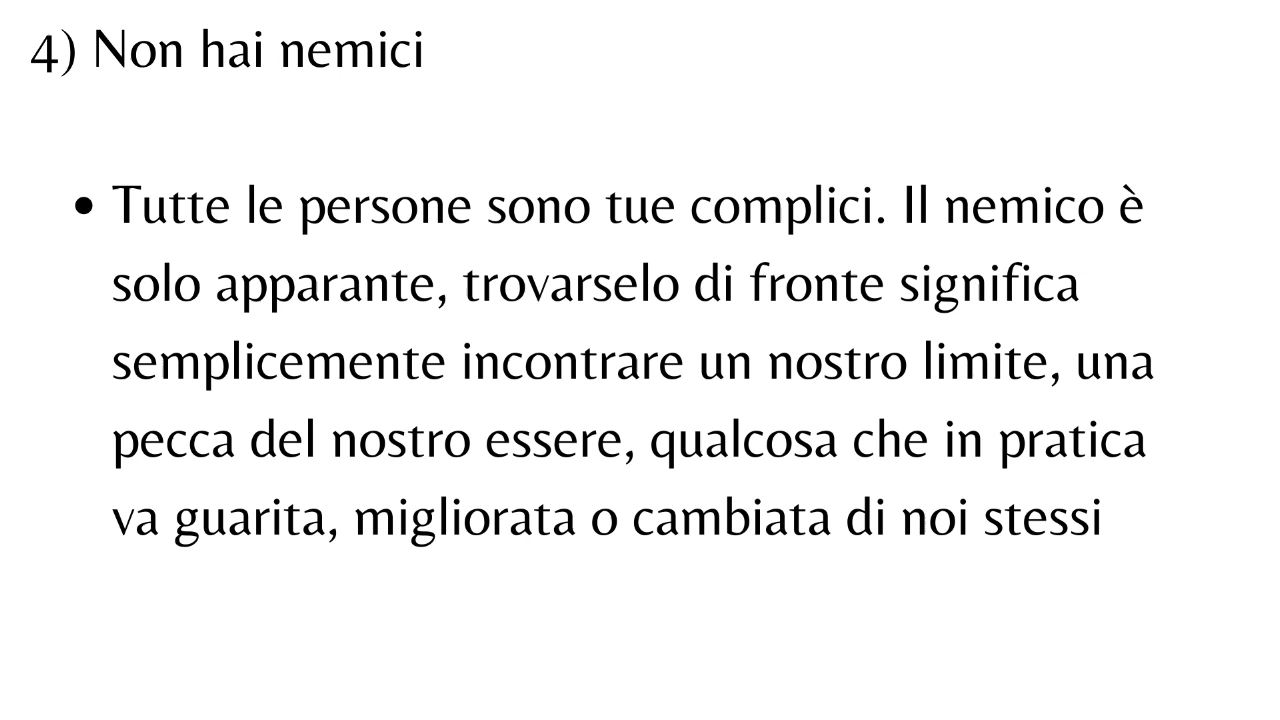 4) Non hai nemici
• Tutte le persone sono tue complici. Il nemico è
solo apparante, trovarselo di fronte significa
semplicemente incontrare un nostro limite, una
pecca del nostro essere, qualcosa che in pratica
va guarita, migliorata o cambiata di noi stessi